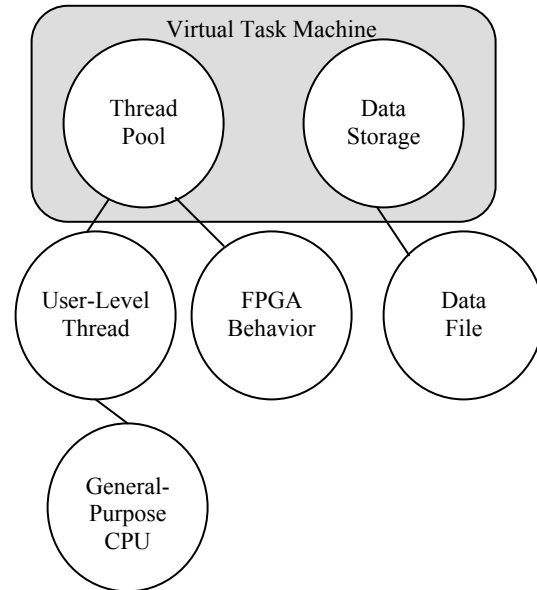 Virtual Task Machine
Thread
Pool
Data
Storage
User-Level
Thread
FPGA
Behavior
Data
File
General-
Purpose
CPU